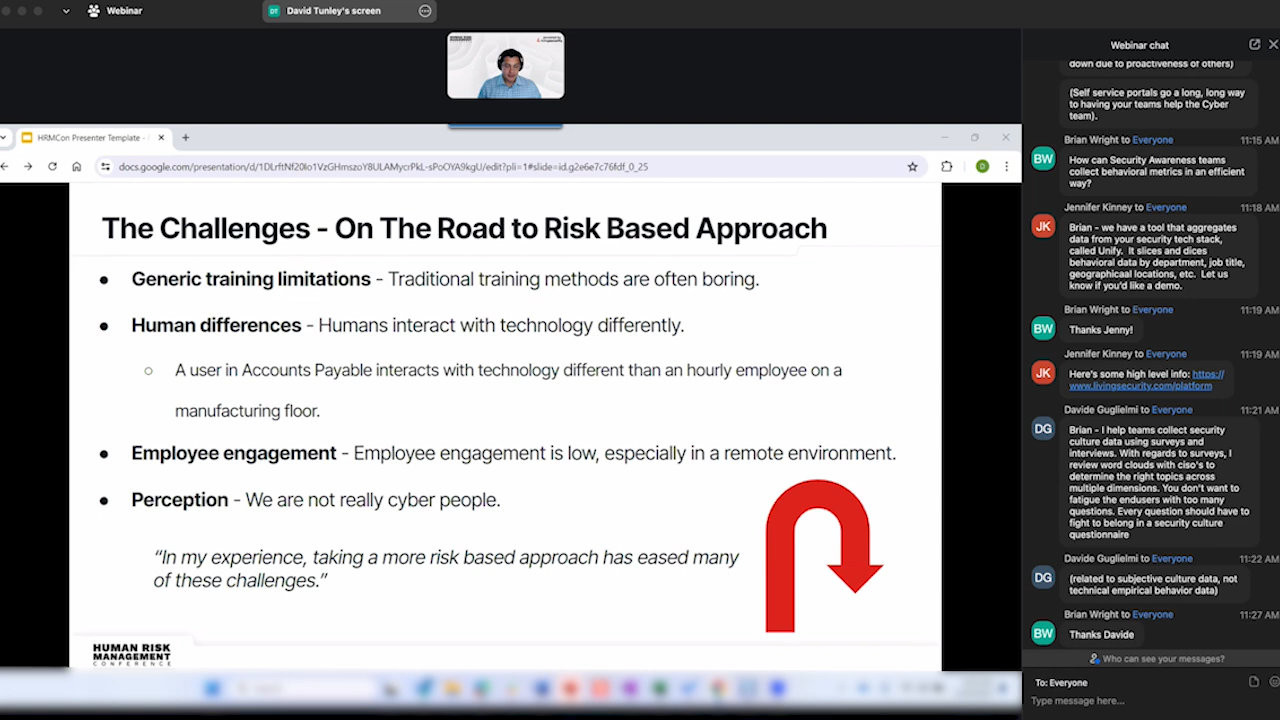 Webinar
DT David Tunley's screen
HUMAN RISK
MANAGEMENT
HRMCon Presenter Template -
docs.google.com/presentation/d/1DLrftNf20Io1VzGHmszoY8ULAMycrPkL-sPoOYA9kgU/edit?pli=1#slide=id.g2e6e7c76fdf_0_25
The Challenges - On The Road to Risk Based Approach
● Generic training limitations - Traditional training methods are often boring.
● Human differences - Humans interact with technology differently.
○ A user in Accounts Payable interacts with technology different than an hourly employee on a
manufacturing floor.
● Employee engagement - Employee engagement is low, especially in a remote environment.
● Perception - We are not really cyber people.
“In my experience, taking a more risk based approach has eased many
of these challenges.”
HUMAN RISK
MANAGEMENT
CONFERENCE
Webinar chat
down due to proactiveness of others)
(Self service portals go a long, long way
to having your teams help the Cyber
team).
Brian Wright to Everyone 11:15 AM
BW
How can Security Awareness teams
collect behavioral metrics in an efficient
way?
Jennifer Kinney to Everyone 11:18 AM
JK
Brian - we have a tool that aggregates
data from your security tech stack,
called Unify. It slices and dices
behavioral data by department, job title,
geographicaal locations, etc. Let us
know if you'd like a demo.
Brian Wright to Everyone 11:19 AM
BW
Thanks Jenny!
Jennifer Kinney to Everyone 11:19 AM
JK
Here's some high level info: https://
www.livingsecurity.com/platform
Davide Guglielmi to Everyone 11:21 AM
DG
Brian - I help teams collect security
culture data using surveys and
interviews. With regards to surveys, I
review word clouds with ciso's to
determine the right topics across
multiple dimensions. You don't want to
fatigue the endusers with too many
questions. Every question should have to
fight to belong in a security culture
questionnaire
Davide Guglielmi to Everyone 11:22 AM
DG
(related to subjective culture data, not
technical empirical behavior data)
Brian Wright to Everyone 11:27 AM
BW
Thanks Davide
Who can see your messages?
To: Everyone
Type message here...